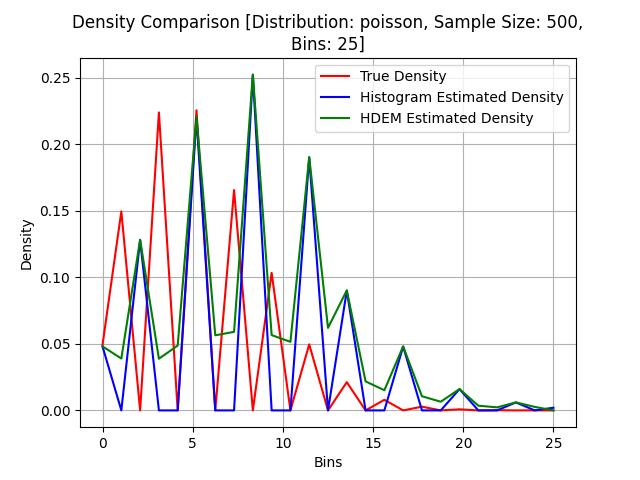 Density Comparison [Distribution: poisson, Sample Size: 500,
Bins: 25]
True Density
Histogram Estimated Density
HDEM Estimated Density
Density
0.25
0.20
0.15
0.10
0.05
0.00
0 5 10 15 20 25
Bins